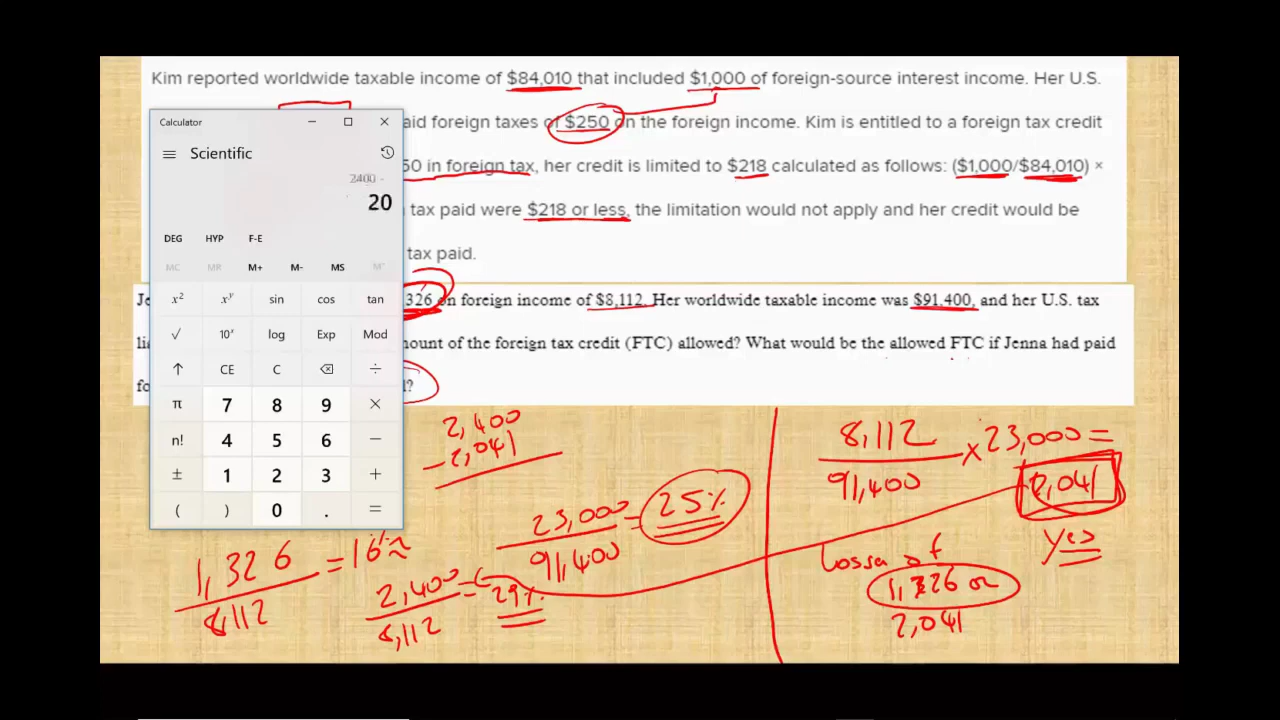 Kim reported worldwide taxable income of $84,010 that included $1,000 of foreign-source interest income. Her U.S.
aid foreign taxes of $250 on the foreign income. Kim is entitled to a foreign tax credit
50 in foreign tax, her credit is limited to $218 calculated as follows: ($1,000/$84,010) ×
tax paid were $218 or less, the limitation would not apply and her credit would be
tax paid.
Calculator
Scientific
2400 -
20
DEG HYP F-E
MC MR M+ M- MS M˅
x² xʸ sin cos tan
√ 10ˣ log Exp Mod
↑ CE C ⌫ ÷
π 7 8 9 ×
n! 4 5 6 −
± 1 2 3 +
( ) 0 . =
Je 326 on foreign income of $8,112. Her worldwide taxable income was $91,400, and her U.S. tax
lia mount of the foreign tax credit (FTC) allowed? What would be the allowed FTC if Jenna had paid
fo d?
2,400
- 2,041
23,000 = 25%
91,400
1,326 = 16%
8,112
2,400 = 29%
8,112
8,112 × 23,000 =
91,400
2,041
yes
of
1,326 or
2,041